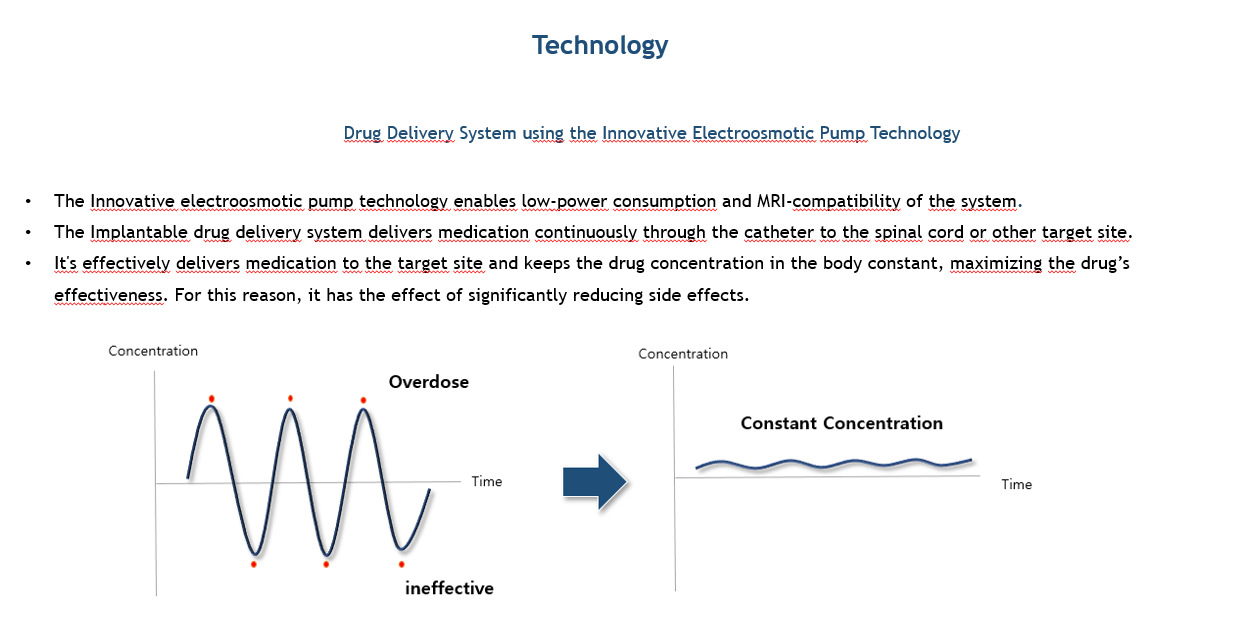 Technology
Drug Delivery System using the Innovative Electroosmotic Pump Technology
• The Innovative electroosmotic pump technology enables low-power consumption and MRI-compatibility of the system.
• The Implantable drug delivery system delivers medication continuously through the catheter to the spinal cord or other target site.
• It's effectively delivers medication to the target site and keeps the drug concentration in the body constant, maximizing the drug’s
effectiveness. For this reason, it has the effect of significantly reducing side effects.
Concentration
Overdose
Time
ineffective
Concentration
Constant Concentration
Time